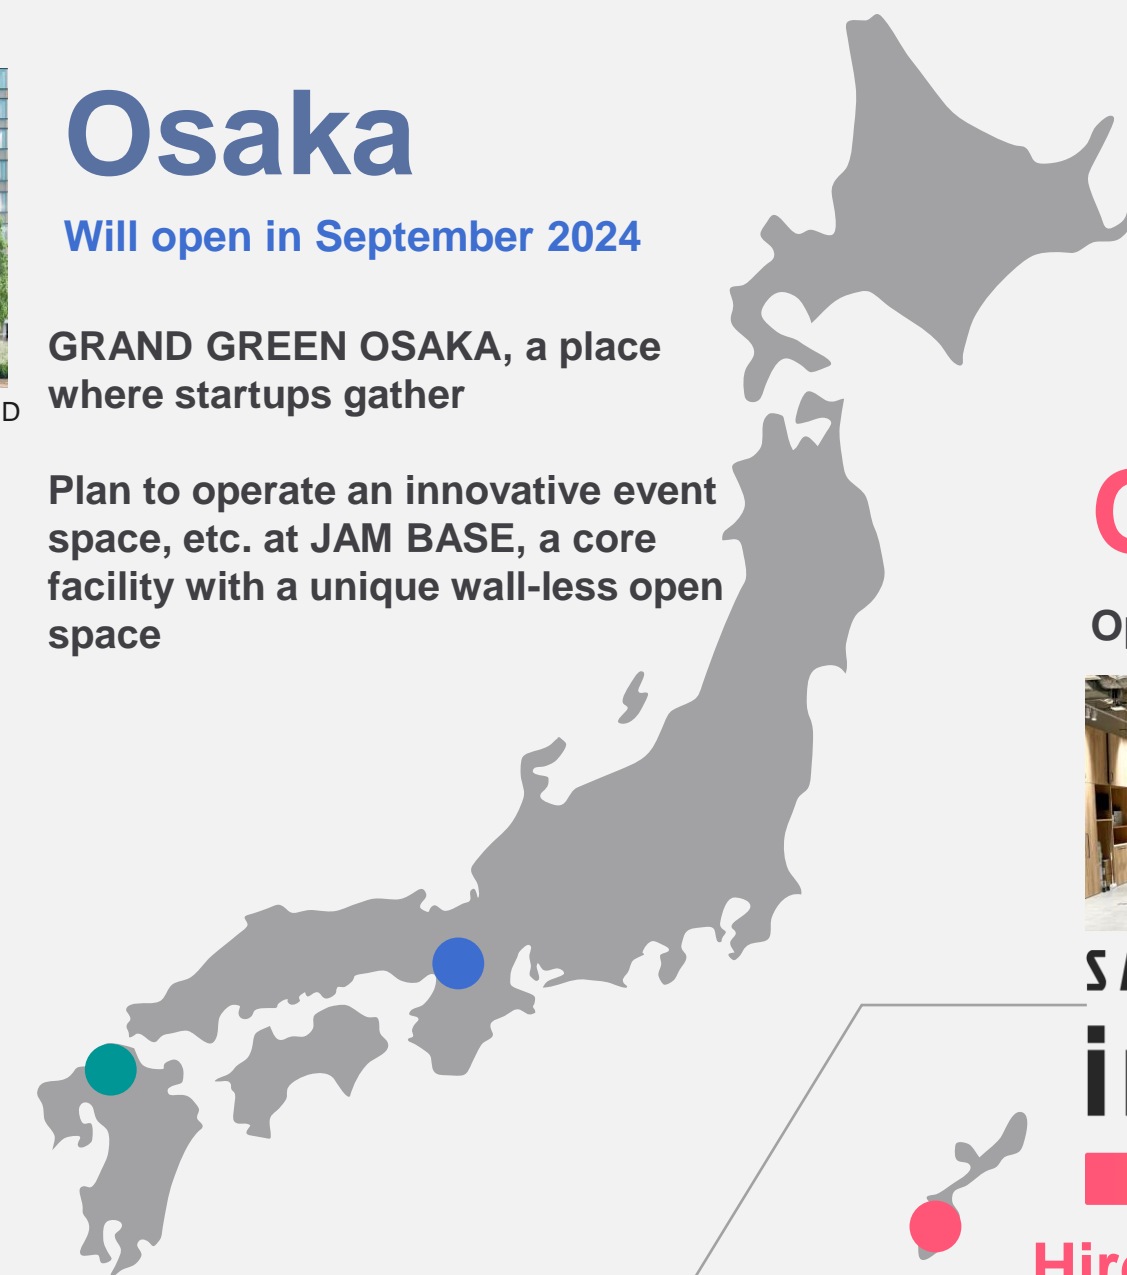 Osaka
Will open in September 2024
GRAND GREEN OSAKA, a place
where startups gather
D
Plan to operate an innovative event
space, etc. at JAM BASE, a core
facility with a unique wall-less open
space